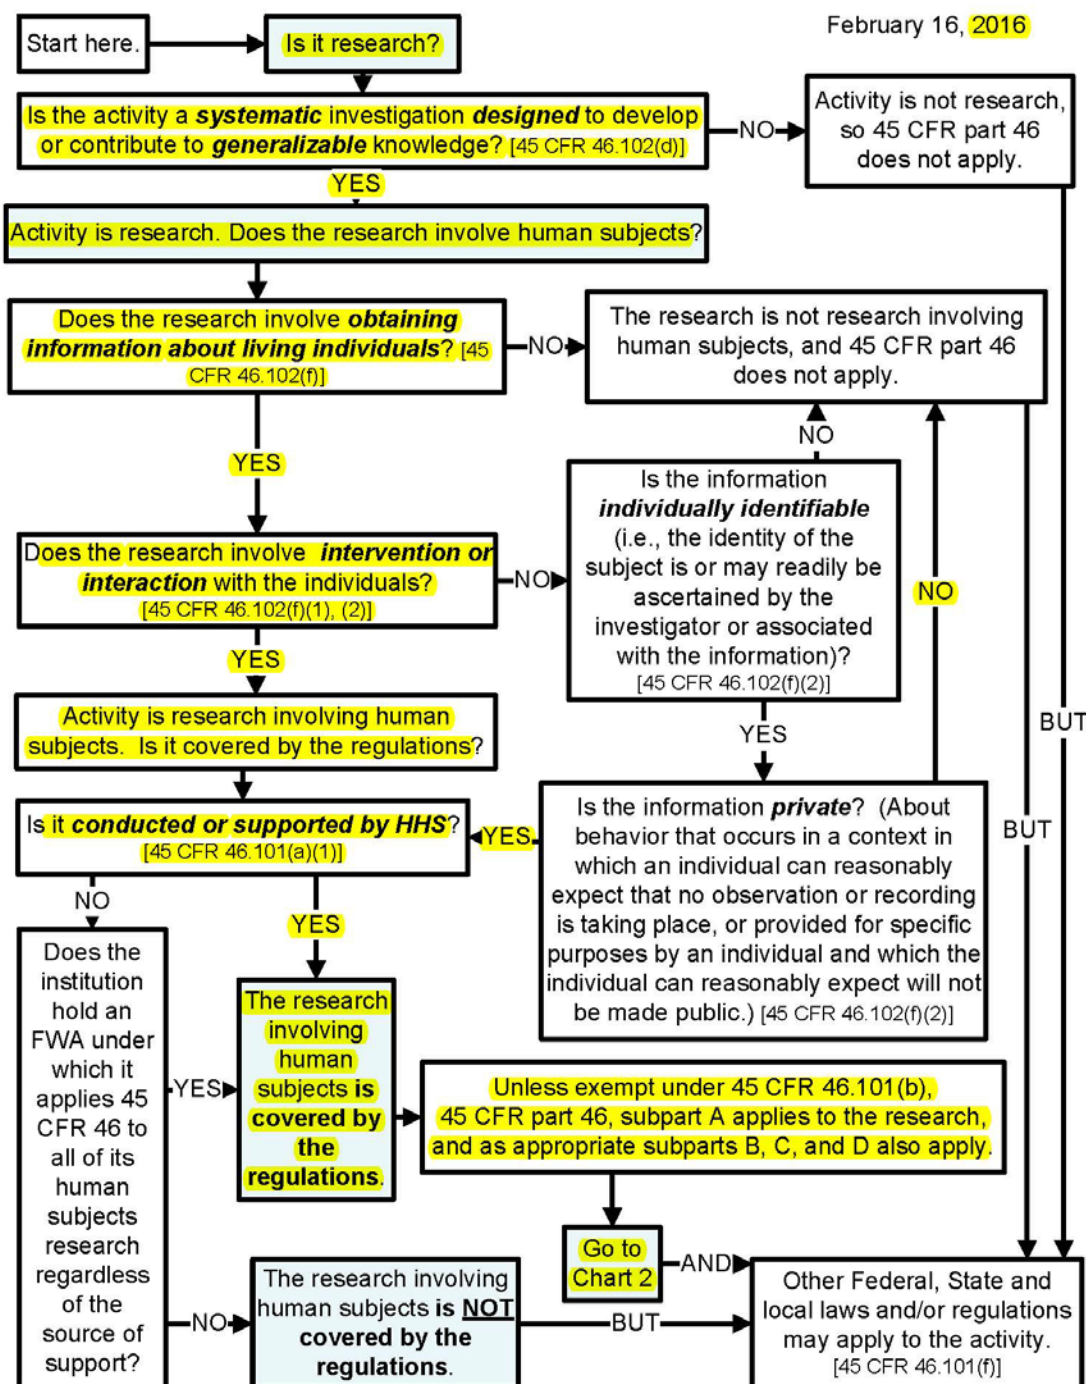 February 16, 2016
Start here.
Is it research?
Is the activity a systematic investigation designed to develop
or contribute to generalizable knowledge? [45 CFR 46.102(d)]
NO
Activity is not research,
so 45 CFR part 46
does not apply.
YES
Activity is research. Does the research involve human subjects?
Does the research involve obtaining
information about living individuals? [45
CFR 46.102(f)]
NO
The research is not research involving
human subjects, and 45 CFR part 46
does not apply.
YES
NO
NO
Is the information
individually identifiable
(i.e., the identity of the
subject is or may readily be
ascertained by the
investigator or associated
with the information)?
[45 CFR 46.102(f)(2)]
Does the research involve intervention or
interaction with the individuals?
[45 CFR 46.102(f)(1), (2)]
NO
YES
YES
BUT
BUT
Activity is research involving human
subjects. Is it covered by the regulations?
Is it conducted or supported by HHS?
[45 CFR 46.101(a)(1)]
YES
Is the information private? (About
behavior that occurs in a context in
which an individual can reasonably
expect that no observation or recording
is taking place, or provided for specific
purposes by an individual and which the
individual can reasonably expect will not
be made public.) [45 CFR 46.102(f)(2)]
NO
YES
Does the
institution
hold an
FWA under
which it
applies 45
CFR 46 to
all of its
human
subjects
research
regardless
of the
source of
support?
YES
The research
involving
human
subjects is
covered by
the
regulations.
Unless exempt under 45 CFR 46.101(b),
45 CFR part 46, subpart A applies to the research,
and as appropriate subparts B, C, and D also apply.
Go to
Chart 2
AND
NO
The research involving
human subjects is NOT
covered by the
regulations.
BUT
Other Federal, State and
local laws and/or regulations
may apply to the activity.
[45 CFR 46.101(f)]